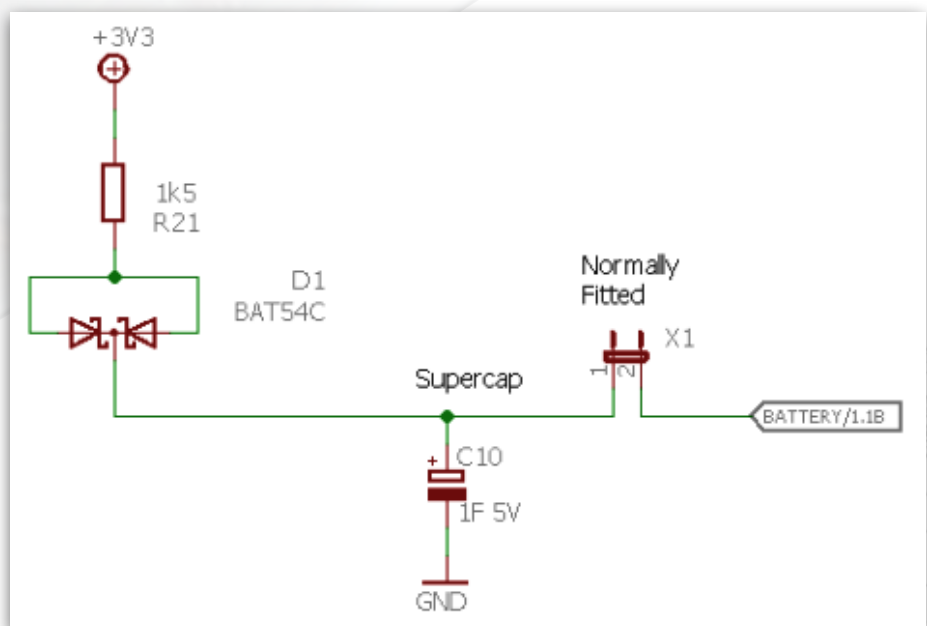 +3V3
1k5
R21
D1
BAT54C
Normally
Fitted
X1
1
2
Supercap
BATTERY/1.1B
+
C10
1F 5V
GND